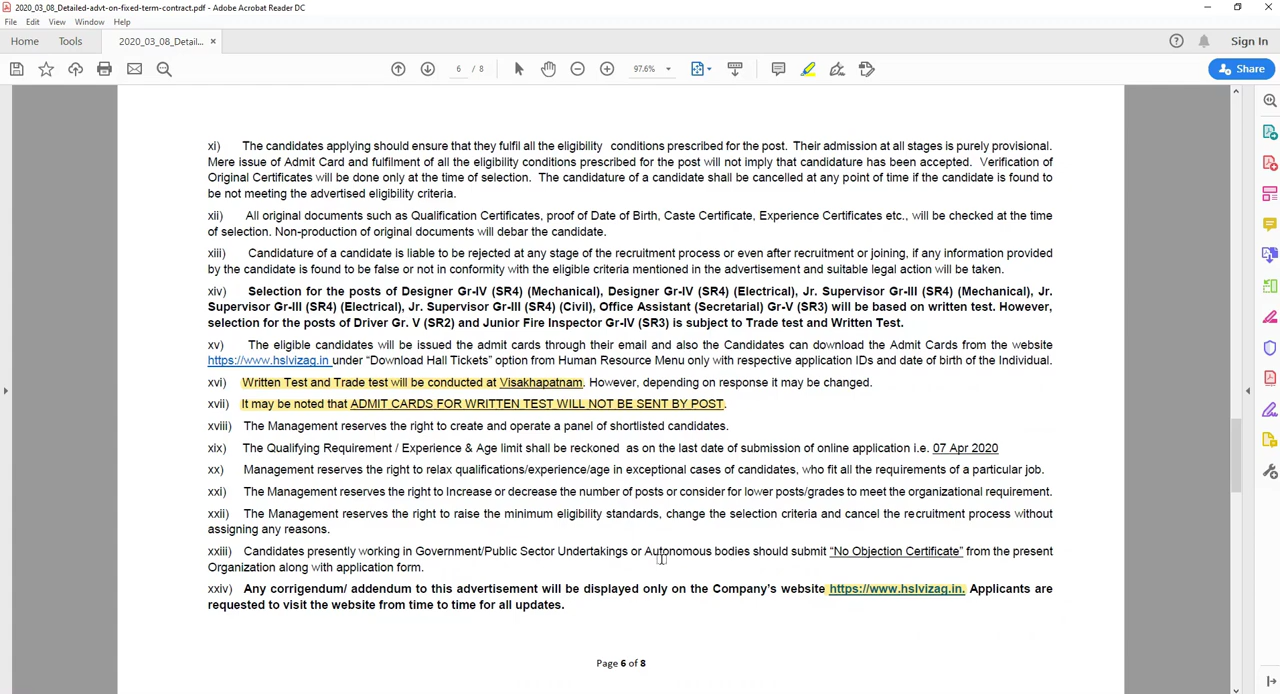 2020_03_08_Detailed-advt-on-fixed-term-contract.pdf - Adobe Acrobat Reader DC
File Edit View Window Help
Home Tools 2020_03_08_Detail... × Sign In
6 / 8 97.6% Share
xi) The candidates applying should ensure that they fulfil all the eligibility conditions prescribed for the post. Their admission at all stages is purely provisional.
Mere issue of Admit Card and fulfilment of all the eligibility conditions prescribed for the post will not imply that candidature has been accepted. Verification of
Original Certificates will be done only at the time of selection. The candidature of a candidate shall be cancelled at any point of time if the candidate is found to
be not meeting the advertised eligibility criteria.
xii) All original documents such as Qualification Certificates, proof of Date of Birth, Caste Certificate, Experience Certificates etc., will be checked at the time
of selection. Non-production of original documents will debar the candidate.
xiii) Candidature of a candidate is liable to be rejected at any stage of the recruitment process or even after recruitment or joining, if any information provided
by the candidate is found to be false or not in conformity with the eligible criteria mentioned in the advertisement and suitable legal action will be taken.
xiv) Selection for the posts of Designer Gr-IV (SR4) (Mechanical), Designer Gr-IV (SR4) (Electrical), Jr. Supervisor Gr-III (SR4) (Mechanical), Jr.
Supervisor Gr-III (SR4) (Electrical), Jr. Supervisor Gr-III (SR4) (Civil), Office Assistant (Secretarial) Gr-V (SR3) will be based on written test. However,
selection for the posts of Driver Gr. V (SR2) and Junior Fire Inspector Gr-IV (SR3) is subject to Trade test and Written Test.
xv) The eligible candidates will be issued the admit cards through their email and also the Candidates can download the Admit Cards from the website
https://www.hslvizag.in under “Download Hall Tickets” option from Human Resource Menu only with respective application IDs and date of birth of the Individual.
xvi) Written Test and Trade test will be conducted at Visakhapatnam. However, depending on response it may be changed.
xvii) It may be noted that ADMIT CARDS FOR WRITTEN TEST WILL NOT BE SENT BY POST.
xviii) The Management reserves the right to create and operate a panel of shortlisted candidates.
xix) The Qualifying Requirement / Experience & Age limit shall be reckoned as on the last date of submission of online application i.e. 07 Apr 2020
xx) Management reserves the right to relax qualifications/experience/age in exceptional cases of candidates, who fit all the requirements of a particular job.
xxi) The Management reserves the right to Increase or decrease the number of posts or consider for lower posts/grades to meet the organizational requirement.
xxii) The Management reserves the right to raise the minimum eligibility standards, change the selection criteria and cancel the recruitment process without
assigning any reasons.
xxiii) Candidates presently working in Government/Public Sector Undertakings or Autonomous bodies should submit “No Objection Certificate” from the present
Organization along with application form.
xxiv) Any corrigendum/ addendum to this advertisement will be displayed only on the Company’s website https://www.hslvizag.in. Applicants are
requested to visit the website from time to time for all updates.
Page 6 of 8